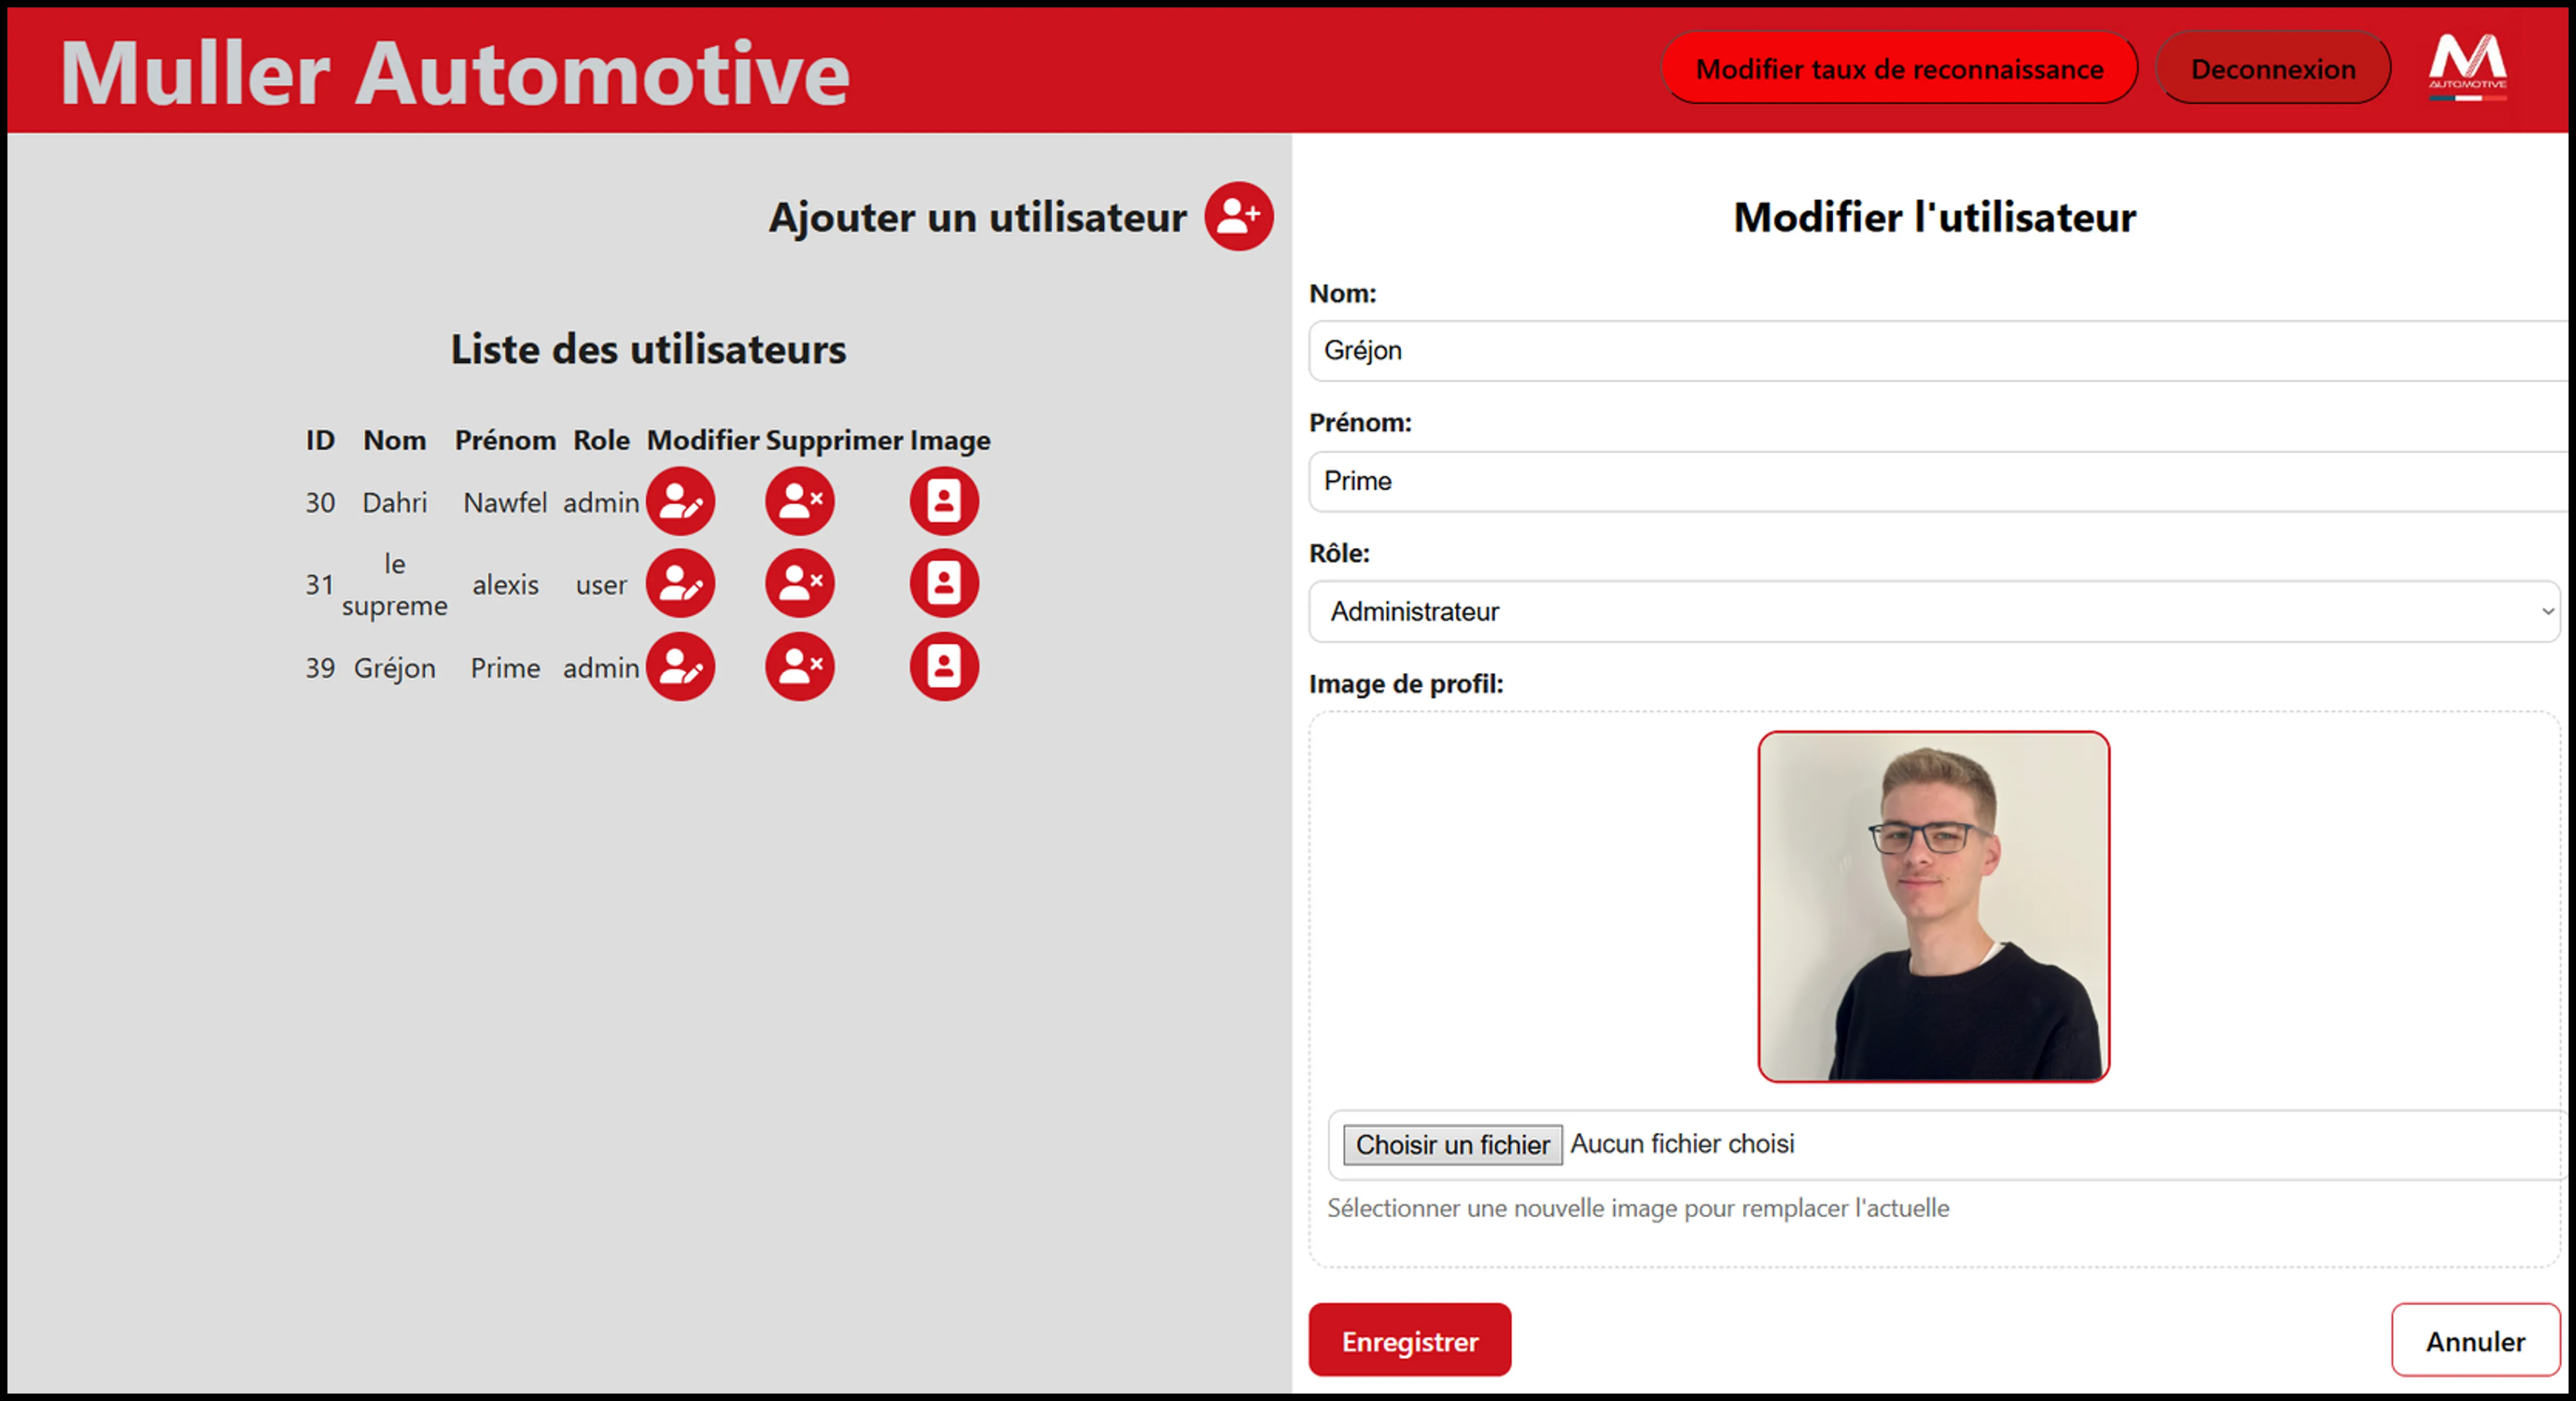 Muller Automotive
Modifier taux de reconnaissance
Deconnexion
M
AUTOMOTIVE
Ajouter un utilisateur
Liste des utilisateurs
ID Nom Prénom Role Modifier Supprimer Image
30 Dahri Nawfel admin
31 le supreme alexis user
39 Gréjon Prime admin
Modifier l'utilisateur
Nom:
Gréjon
Prénom:
Prime
Rôle:
Administrateur
Image de profil:
Choisir un fichier Aucun fichier choisi
Sélectionner une nouvelle image pour remplacer l'actuelle
Enregistrer
Annuler